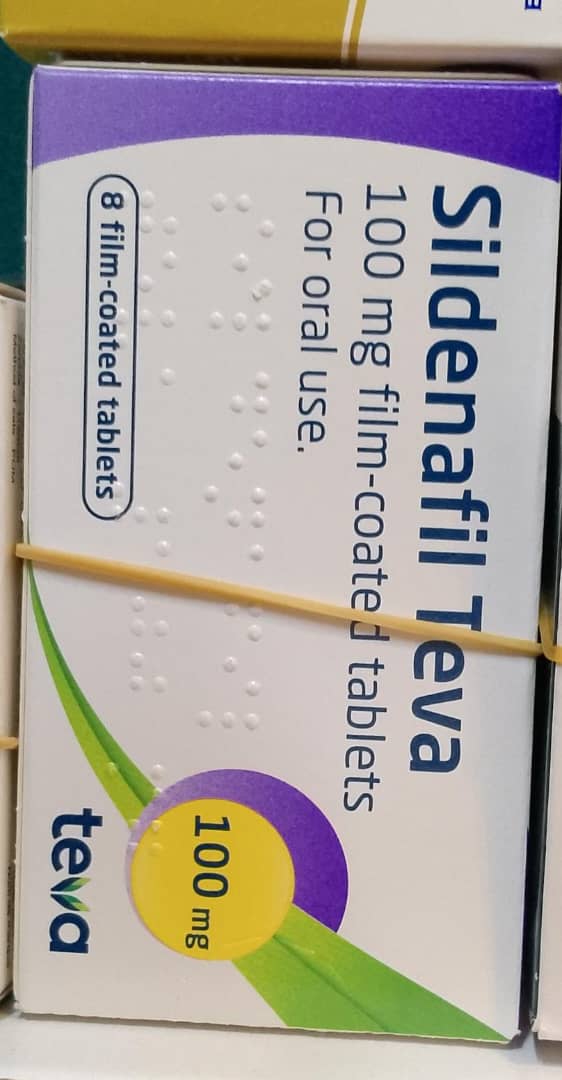 Sildenafil Teva
100 mg film-coated tablets
For oral use.
8 film-coated tablets
100 mg
teva